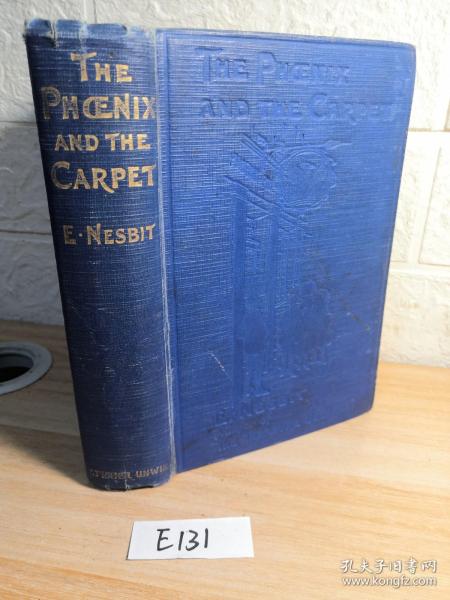 THE
PHŒNIX
AND THE
CARPET
E. NESBIT
T. FISHER UNWIN
THE PHŒNIX
AND THE CARPET
E. NESBIT
E131
孔夫子旧书网
www.kongfz.com